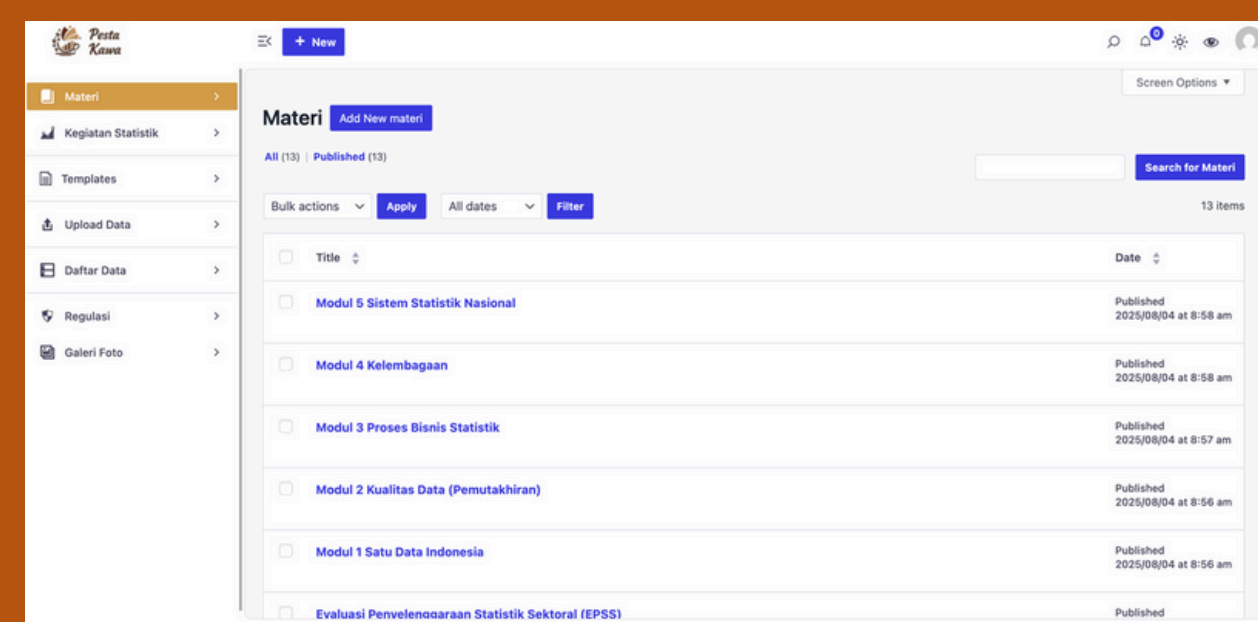 Pesta
Kawa
+ New
0
Screen Options ▼
Materi
Kegiatan Statistik
Templates
Upload Data
Daftar Data
Regulasi
Galeri Foto
Materi Add New materi
All (13) | Published (13)
Search for Materi
Bulk actions Apply All dates Filter 13 items
Title Date
Modul 5 Sistem Statistik Nasional Published
2025/08/04 at 8:58 am
Modul 4 Kelembagaan Published
2025/08/04 at 8:58 am
Modul 3 Proses Bisnis Statistik Published
2025/08/04 at 8:57 am
Modul 2 Kualitas Data (Pemutakhiran) Published
2025/08/04 at 8:56 am
Modul 1 Satu Data Indonesia Published
2025/08/04 at 8:56 am
Evaluasi Penyelenggaraan Statistik Sektoral (EPSS) Published